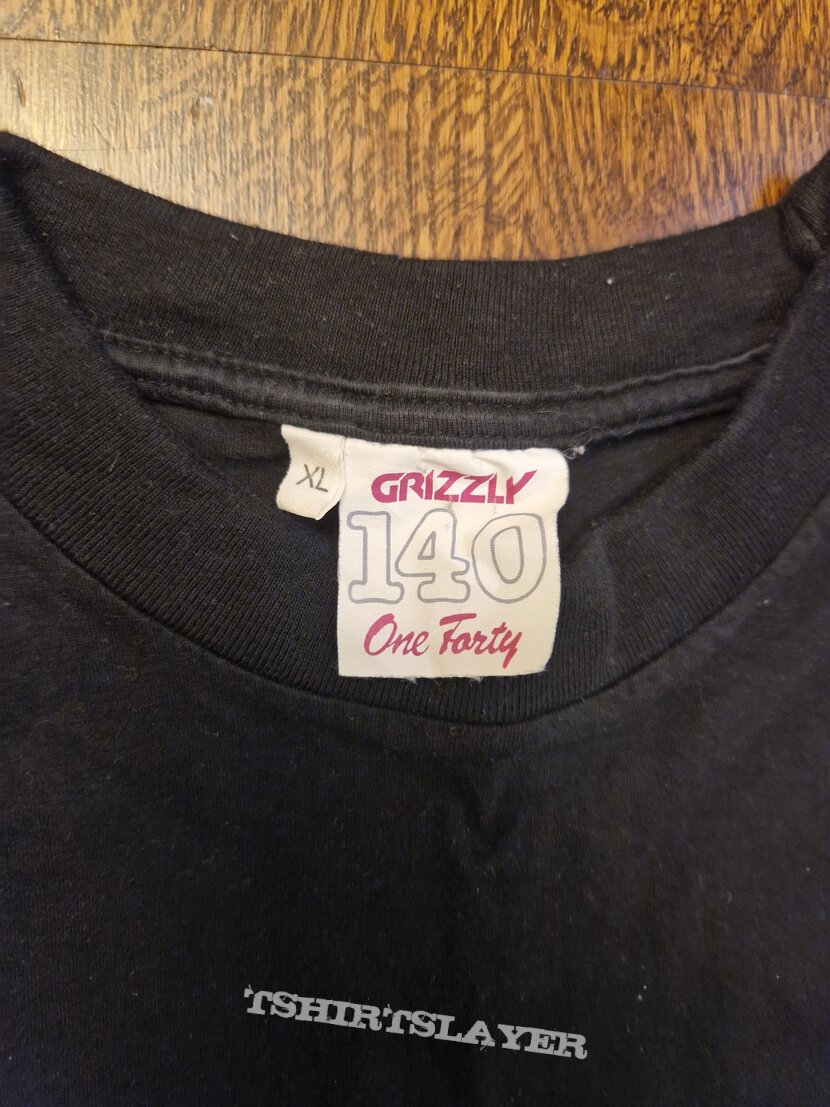 XL
GRIZZLY
140
One Forty
TSHIRTSLAYER